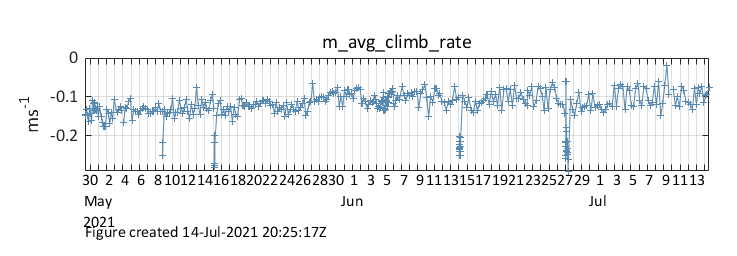 m_avg_climb_rate
0
-0.1
-0.2
ms-1
30 2 4 6 8 10 12 14 16 18 20 22 24 26 28 30 1 3 5 7 9 11 13 15 17 19 21 23 25 27 29 1 3 5 7 9 11 13
May Jun Jul
2021
Figure created 14-Jul-2021 20:25:17Z